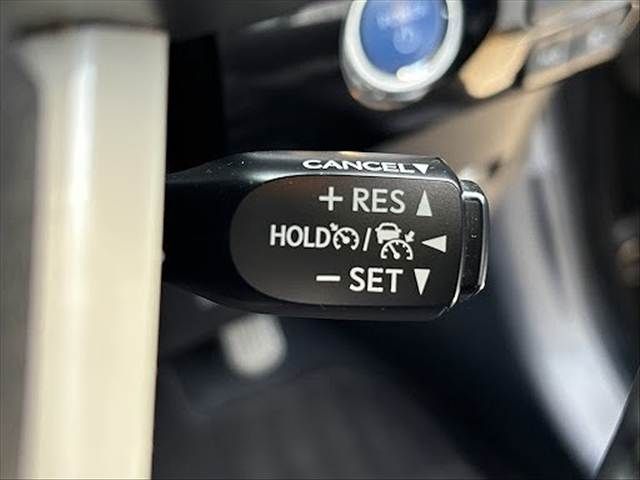 CANCEL▼
+ RES ▲
HOLD / ◀
− SET ▼